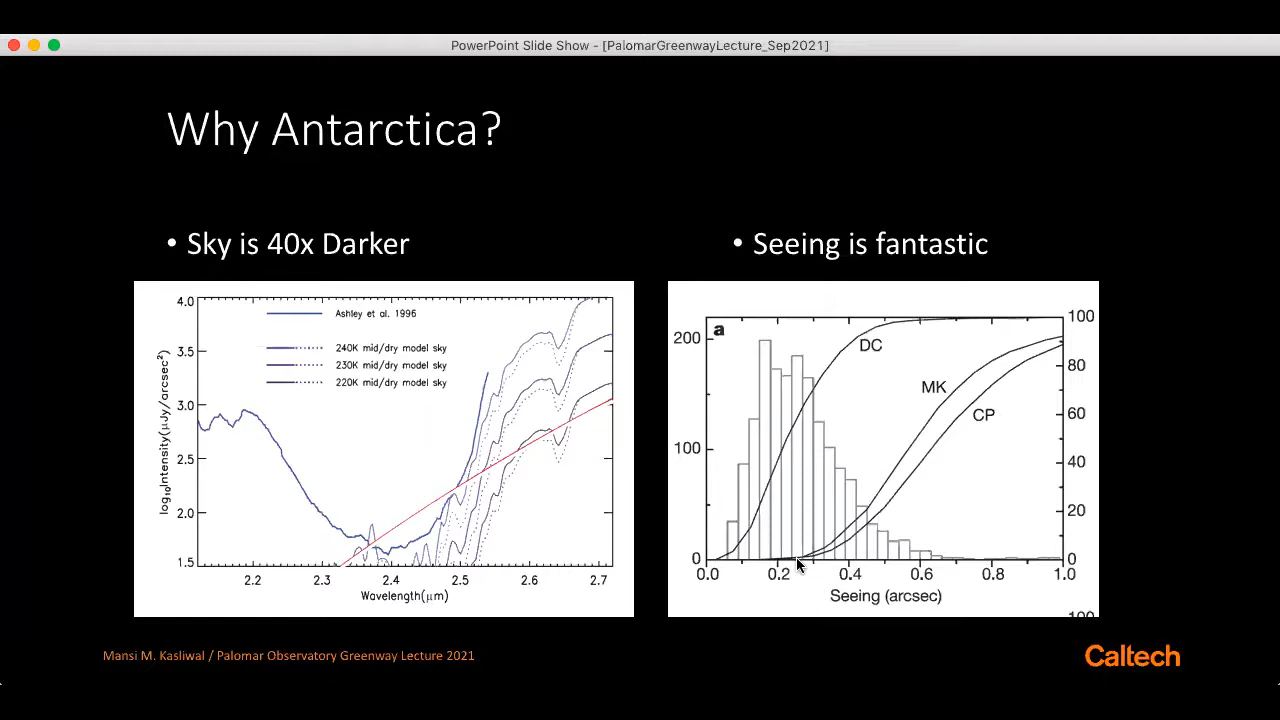 PowerPoint Slide Show - [PalomarGreenwayLecture_Sep2021]
Why Antarctica?
• Sky is 40x Darker
• Seeing is fantastic
4.0
3.5
3.0
2.5
2.0
1.5
log10Intensity(μJy/arcsec²)
Ashley et al. 1996
240K mid/dry model sky
230K mid/dry model sky
220K mid/dry model sky
2.2 2.3 2.4 2.5 2.6 2.7
Wavelength(μm)
a
200
100
0
DC
MK
CP
100
80
60
40
20
0
0.0 0.2 0.4 0.6 0.8 1.0
Seeing (arcsec)
100
Mansi M. Kasliwal / Palomar Observatory Greenway Lecture 2021
Caltech